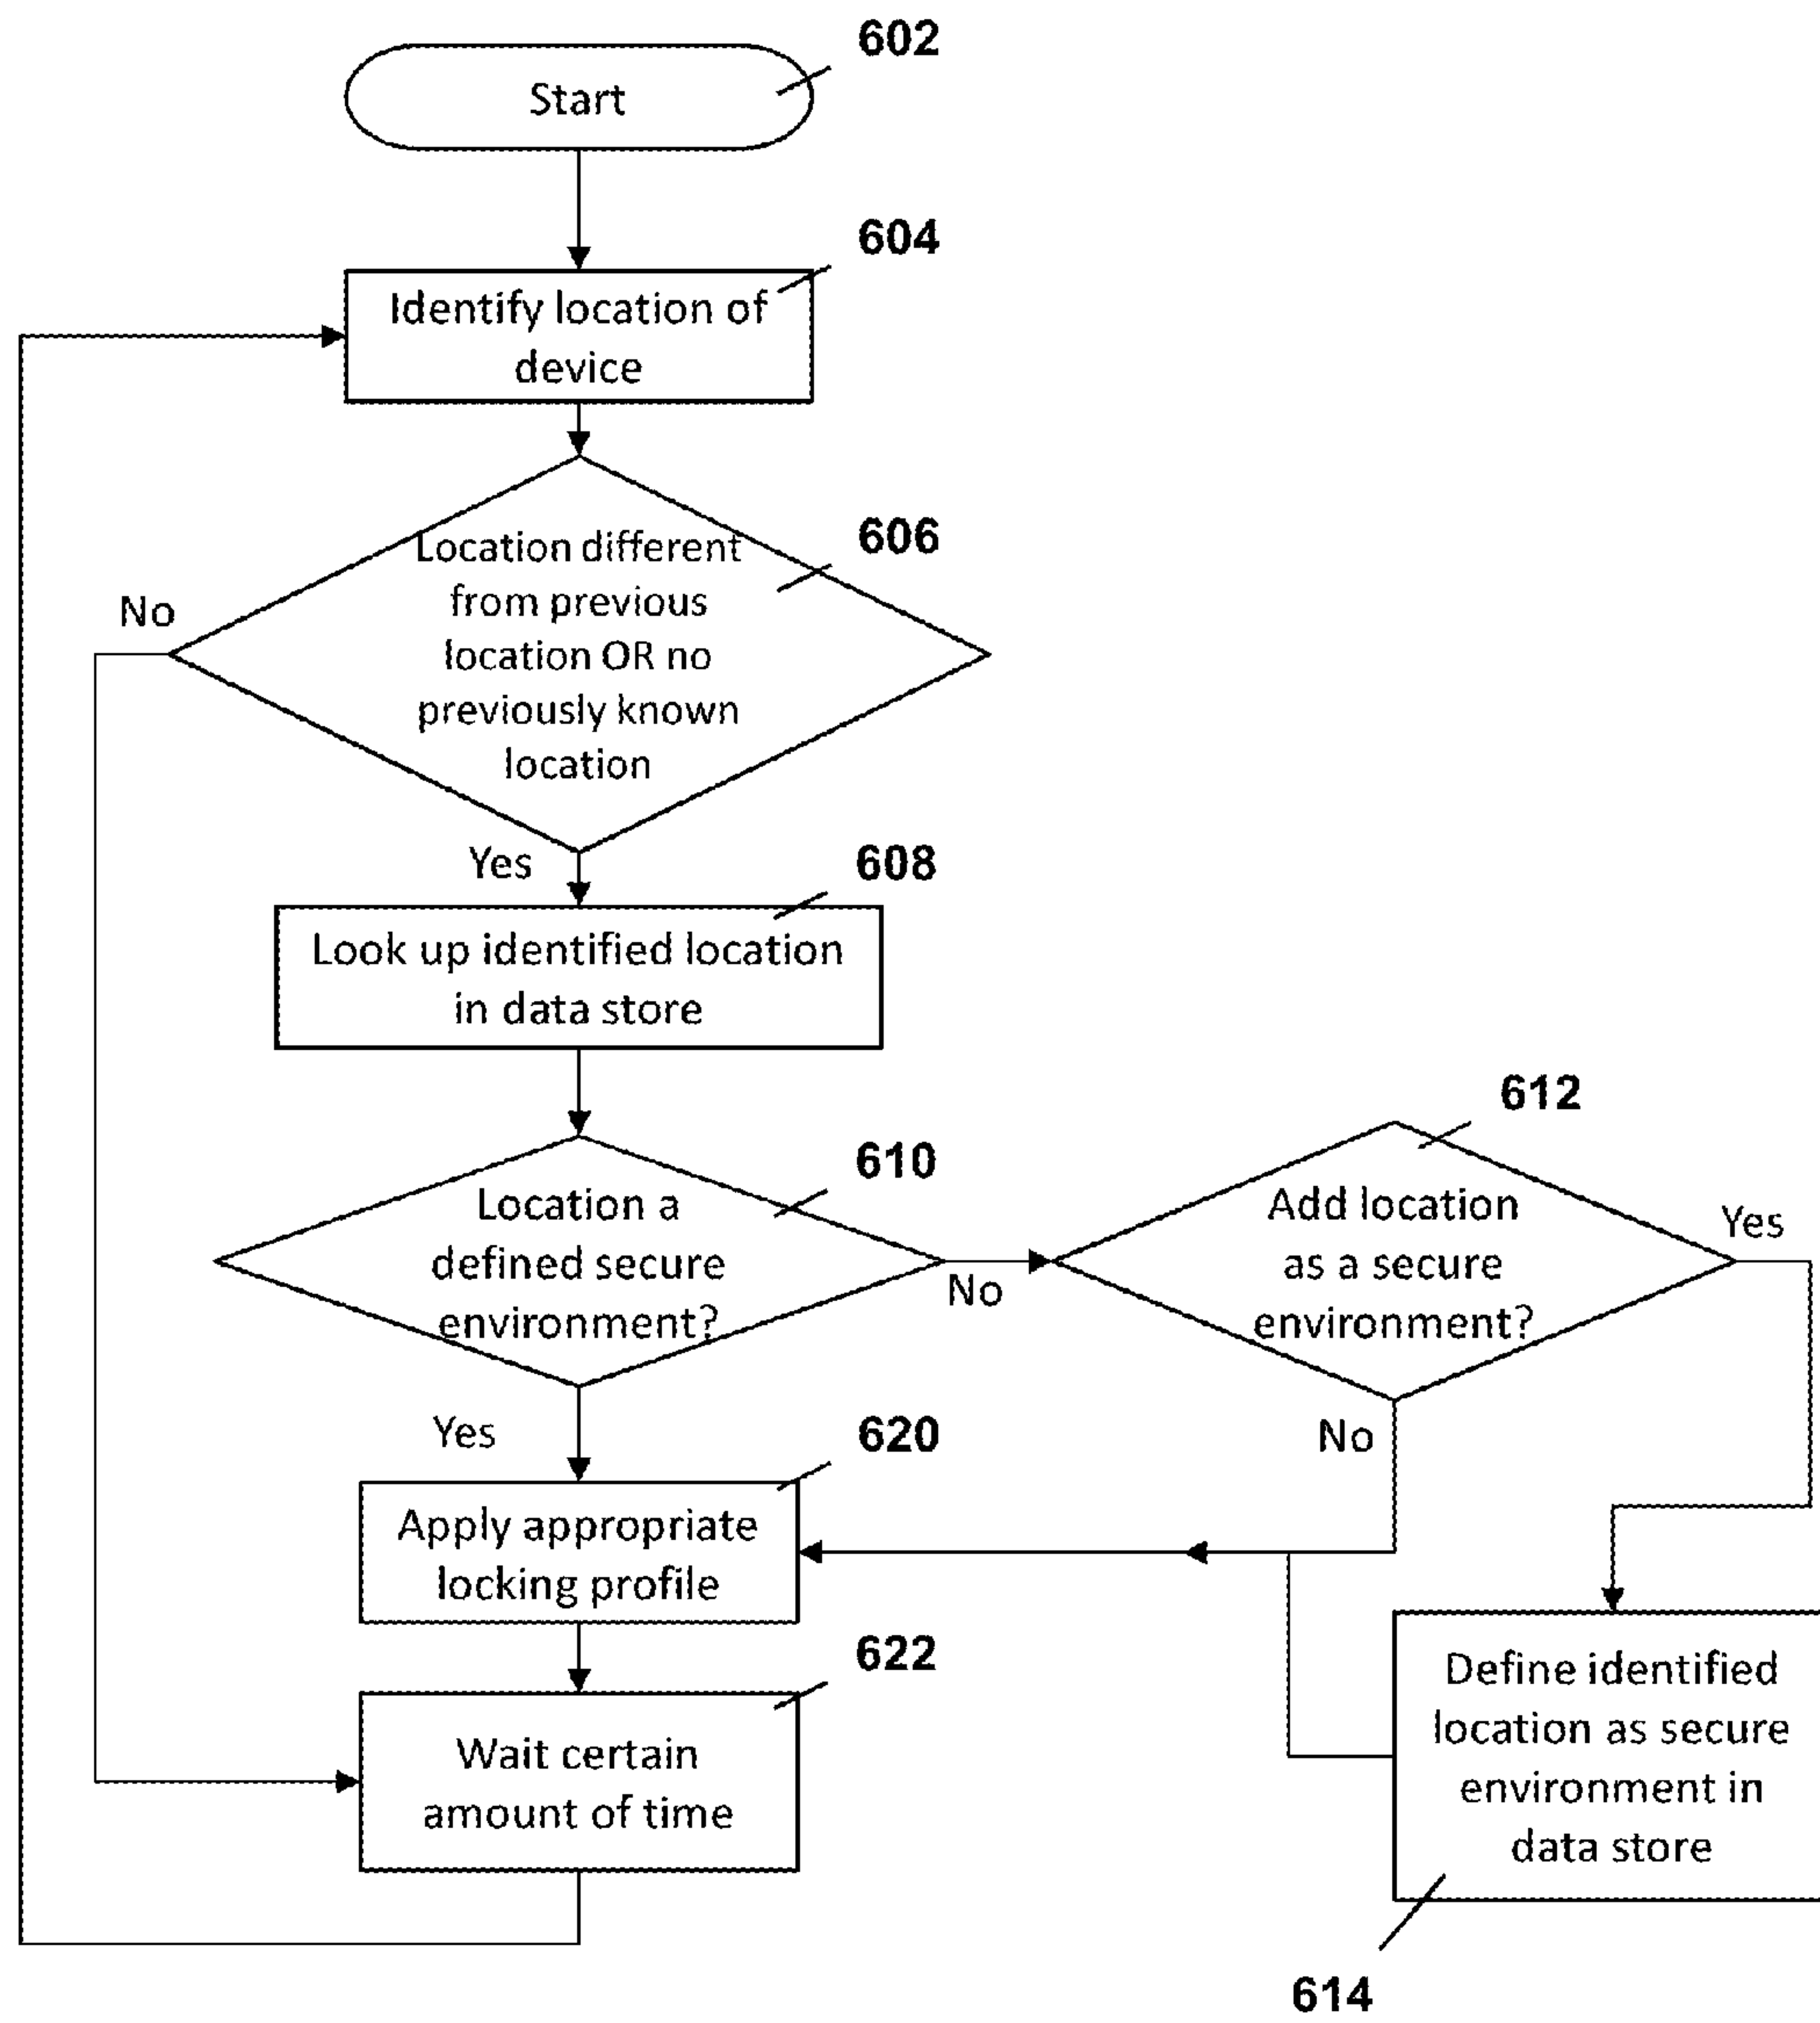 602
Start
604
Identify location of
device
606
Location different
from previous
location OR no
previously known
location
No
Yes
608
Look up identified location
in data store
610
Location a
defined secure
environment?
No
612
Add location
as a secure
environment?
Yes
Yes
No
620
Apply appropriate
locking profile
622
Wait certain
amount of time
Define identified
location as secure
environment in
data store
614